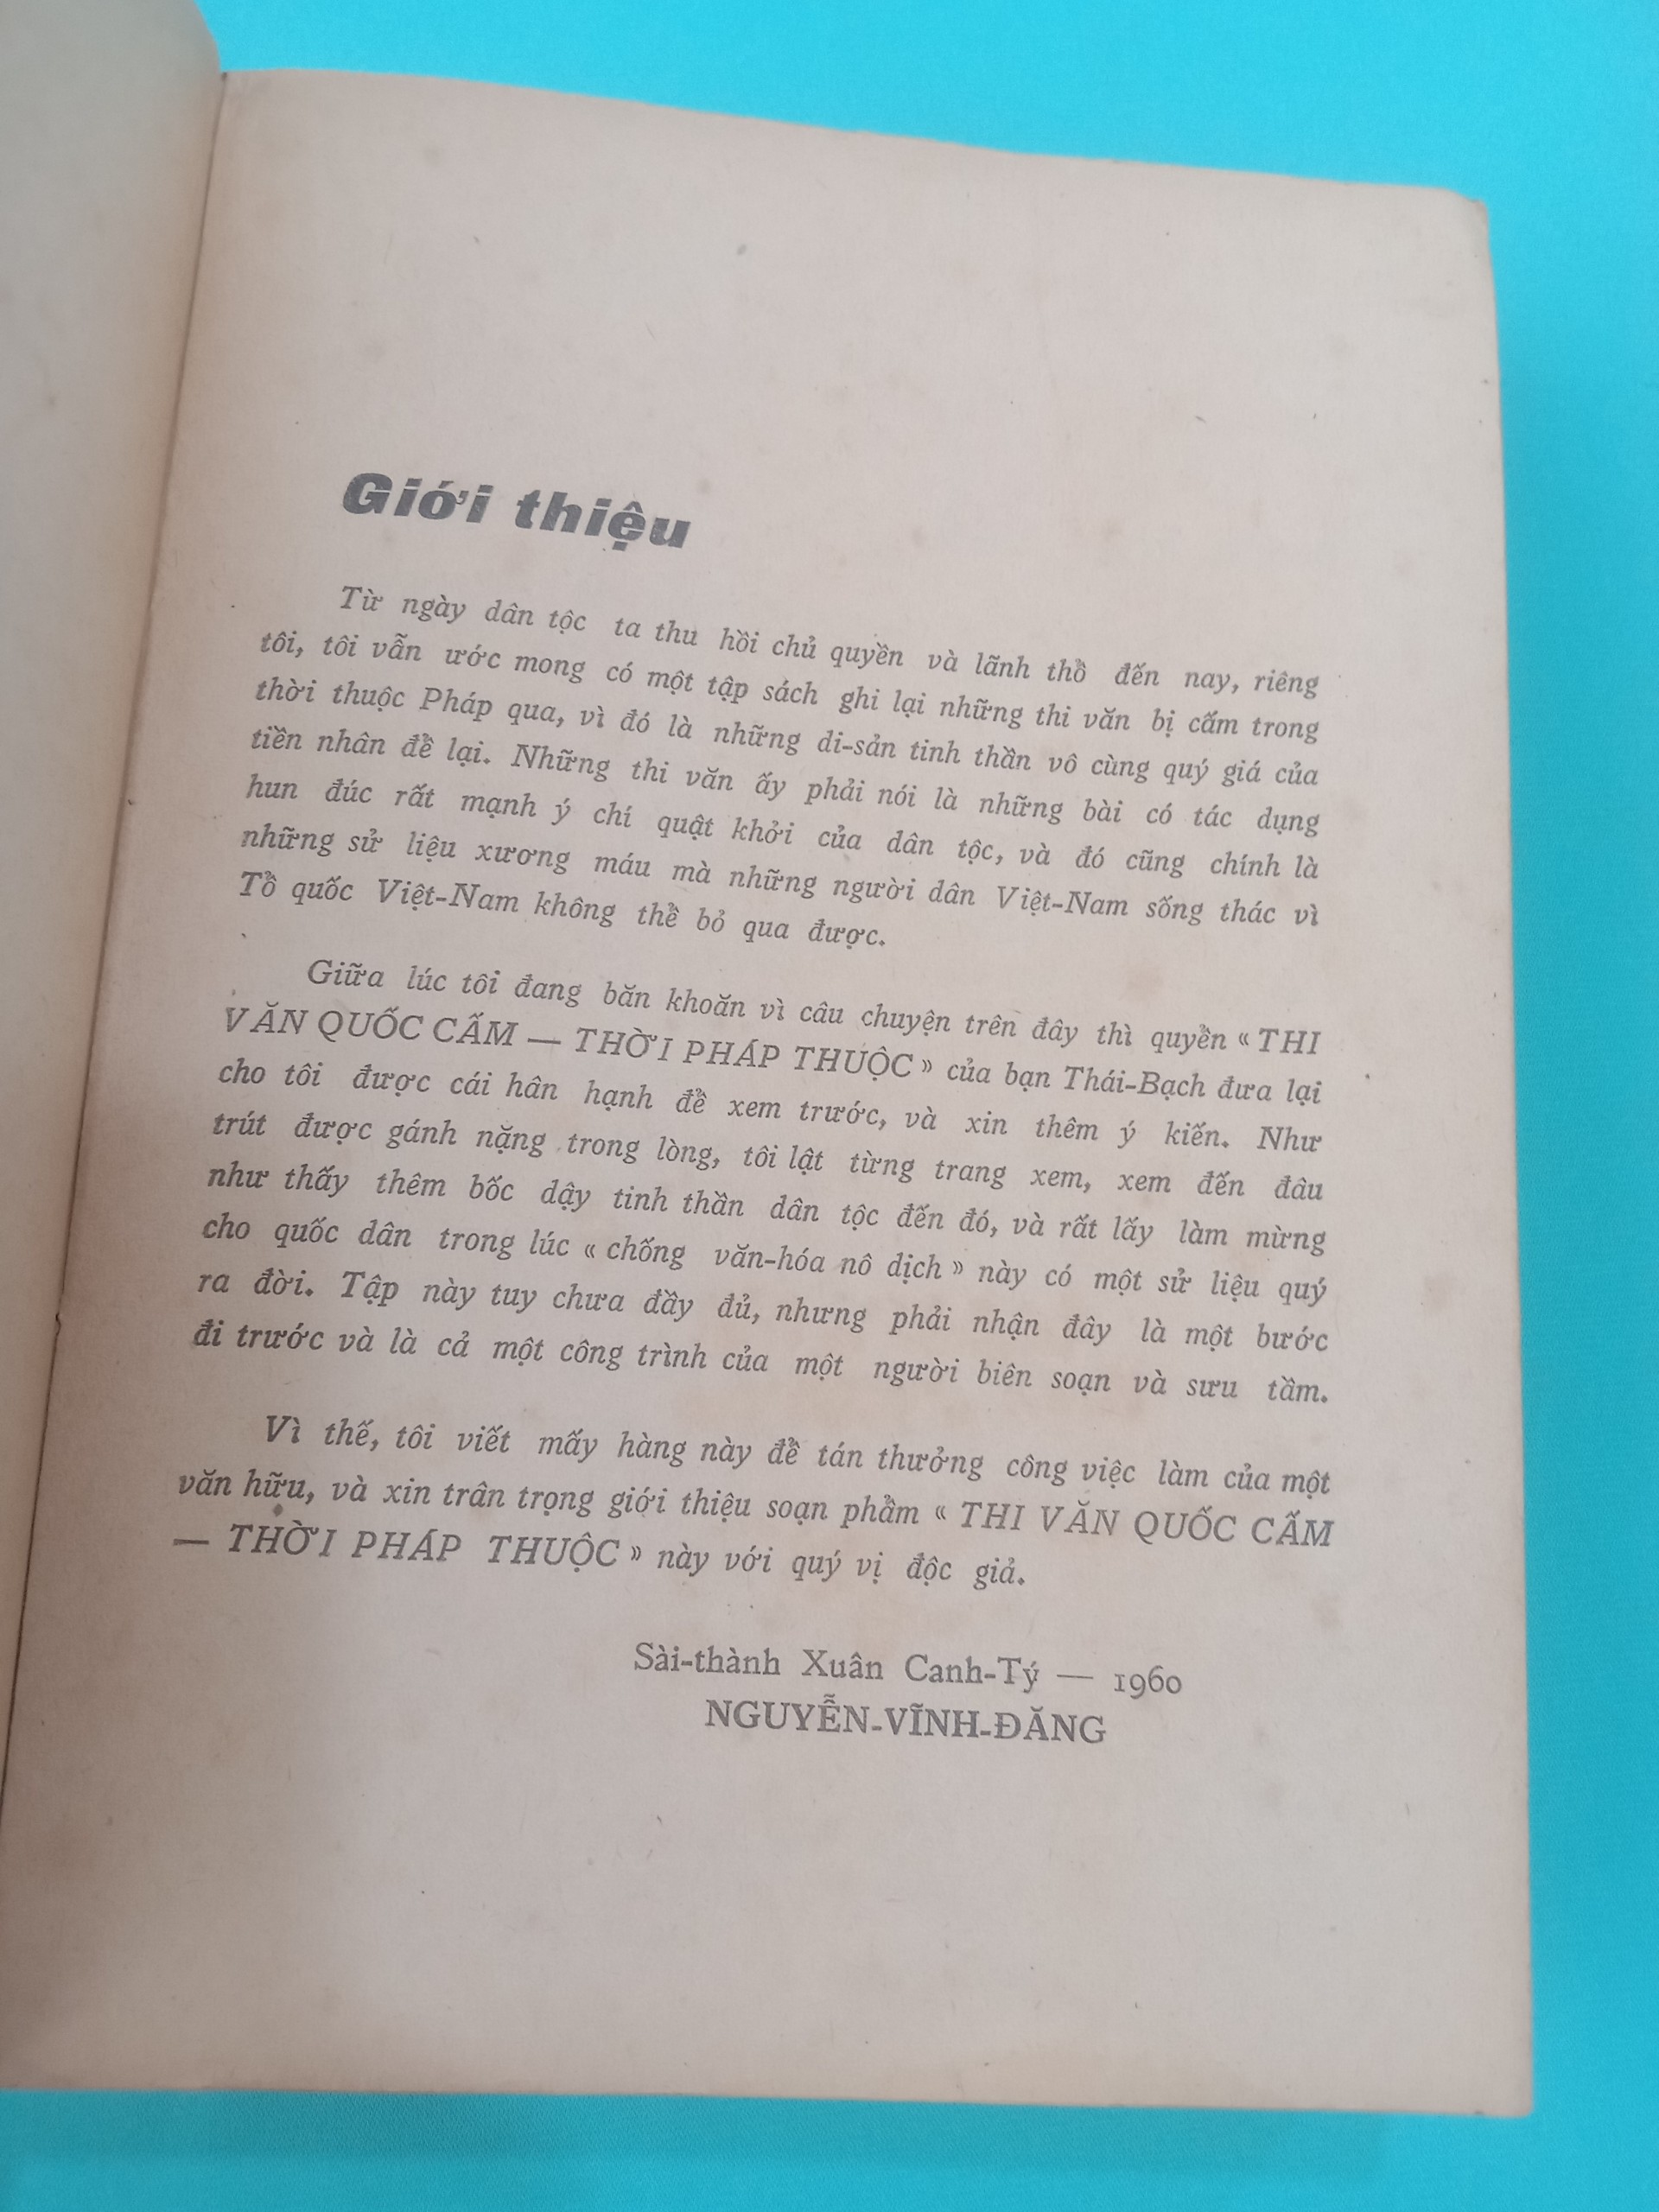 Giới thiệu
Từ ngày dân tộc ta thu hồi chủ quyền và lãnh thổ đến nay, riêng
tôi, tôi vẫn ước mong có một tập sách ghi lại những thi văn bị cấm trong
thời thuộc Pháp qua, vì đó là những di-sản tinh thần vô cùng quý giá của
tiền nhân để lại. Những thi văn ấy phải nói là những bài có tác dụng
hun đúc rất mạnh ý chí quật khởi của dân tộc, và đó cũng chính là
những sử liệu xương máu mà những người dân Việt-Nam sống thác vì
Tổ quốc Việt-Nam không thể bỏ qua được.
Giữa lúc tôi đang băn khoăn vì câu chuyện trên đây thì quyển « THI
VĂN QUỐC CẤM — THỜI PHÁP THUỘC » của bạn Thái-Bạch đưa lại
cho tôi được cái hân hạnh để xem trước, và xin thêm ý kiến. Như
trút được gánh nặng trong lòng, tôi lật từng trang xem, xem đến đâu
như thấy thêm bốc dậy tinh thần dân tộc đến đó, và rất lấy làm mừng
cho quốc dân trong lúc « chống văn-hóa nô dịch » này có một sử liệu quý
ra đời. Tập này tuy chưa đầy đủ, nhưng phải nhận đây là một bước
đi trước và là cả một công trình của một người biên soạn và sưu tầm.
Vì thế, tôi viết mấy hàng này để tán thưởng công việc làm của một
văn hữu, và xin trân trọng giới thiệu soạn phẩm « THI VĂN QUỐC CẤM
— THỜI PHÁP THUỘC » này với quý vị độc giả.
Sài-thành Xuân Canh-Tý — 1960
NGUYỄN-VĨNH-ĐĂNG